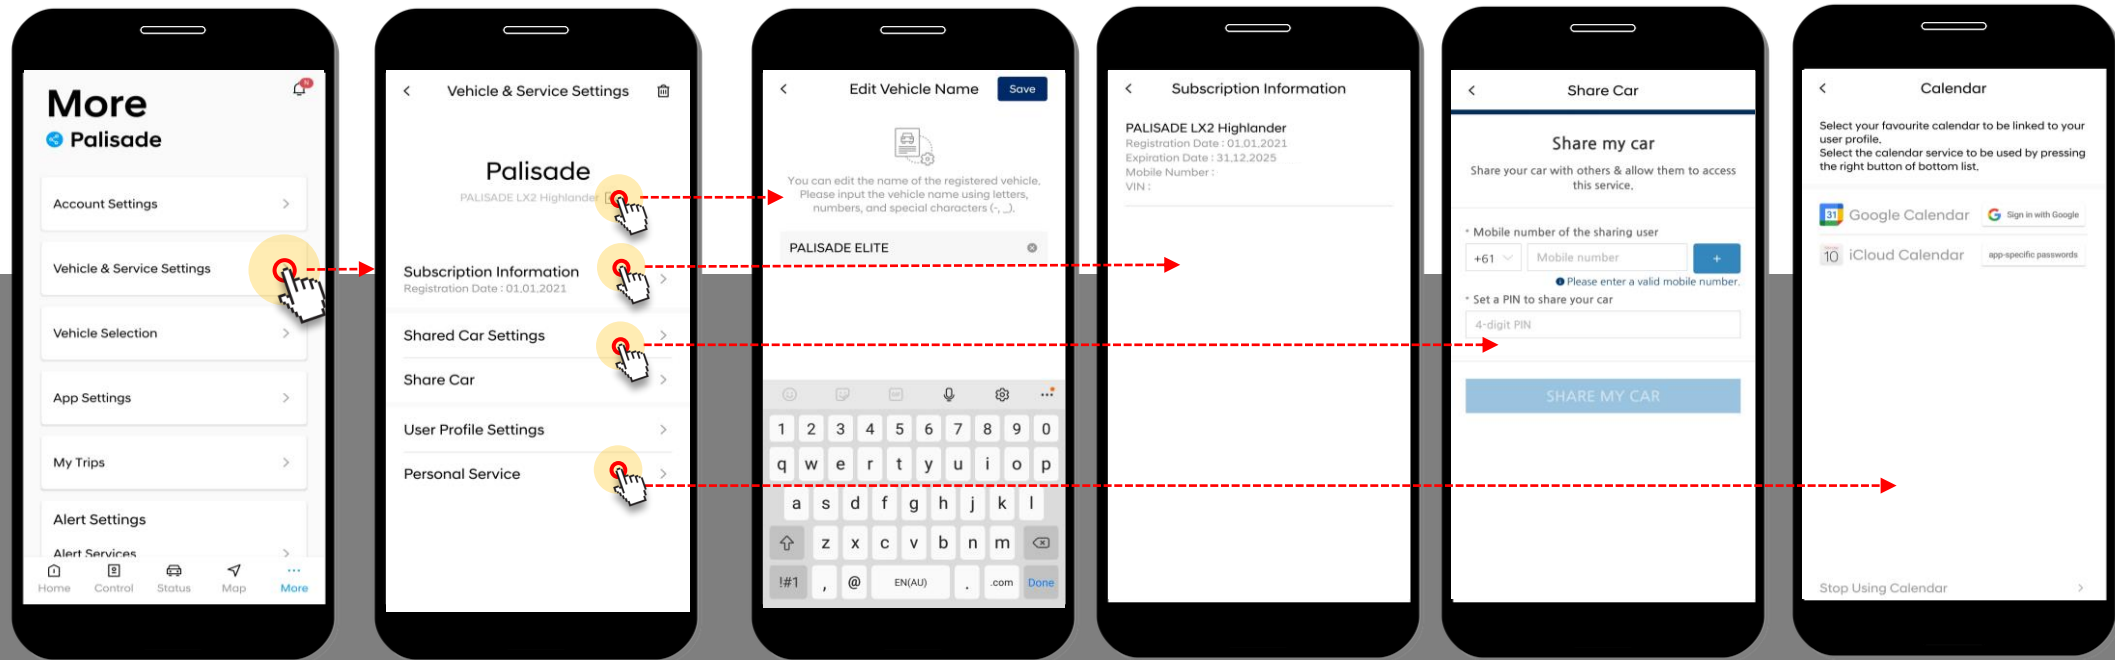 More
Palisade
Account Settings
Vehicle & Service Settings
Vehicle Selection
App Settings
My Trips
Alert Settings
Alert Services
Home Control Status Map More
Vehicle & Service Settings
Palisade
PALISADE LX2 Highlander
Subscription Information
Registration Date : 01.01.2021
Shared Car Settings
Share Car
User Profile Settings
Personal Service
Edit Vehicle Name Save
You can edit the name of the registered vehicle.
Please input the vehicle name using letters,
numbers, and special characters (-, _).
PALISADE ELITE
1 2 3 4 5 6 7 8 9 0
q w e r t y u i o p
a s d f g h j k l
z x c v b n m
!#1 , @ EN(AU) . .com Done
Subscription Information
PALISADE LX2 Highlander
Registration Date : 01.01.2021
Expiration Date : 31.12.2025
Mobile Number :
VIN :
Share Car
Share my car
Share your car with others & allow them to access
this service.
* Mobile number of the sharing user
+61 Mobile number +
Please enter a valid mobile number.
* Set a PIN to share your car
4-digit PIN
SHARE MY CAR
Calendar
Select your favourite calendar to be linked to your
user profile.
Select the calendar service to be used by pressing
the right button of bottom list.
31 Google Calendar G Sign in with Google
10 iCloud Calendar app-specific passwords
Stop Using Calendar